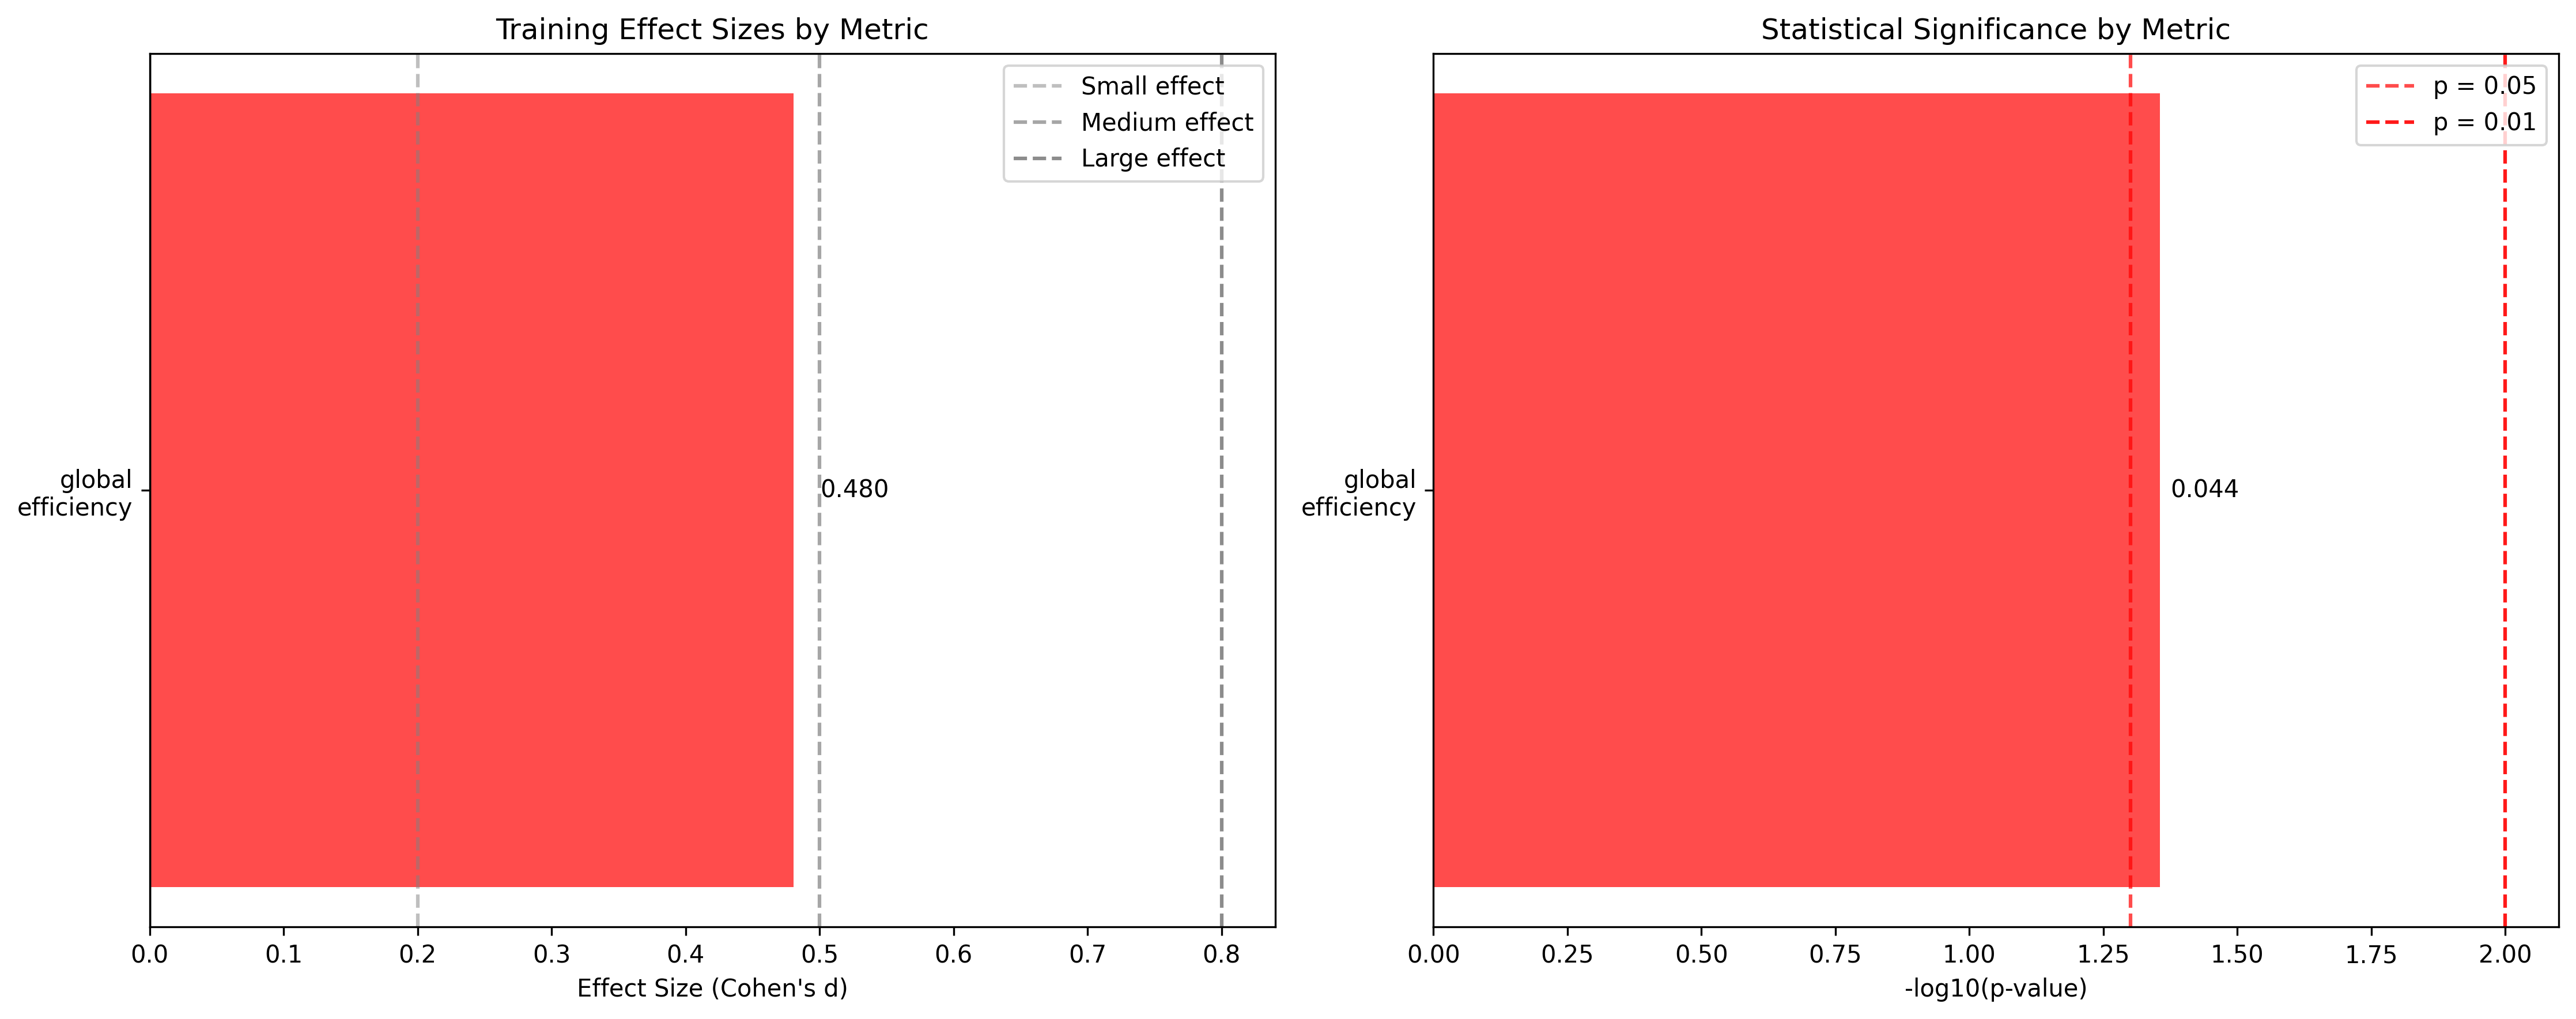 Training Effect Sizes by Metric
Small effect
Medium effect
Large effect
global
efficiency
0.480
0.0 0.1 0.2 0.3 0.4 0.5 0.6 0.7 0.8
Effect Size (Cohen's d)
Statistical Significance by Metric
p = 0.05
p = 0.01
global
efficiency
0.044
0.00 0.25 0.50 0.75 1.00 1.25 1.50 1.75 2.00
-log10(p-value)